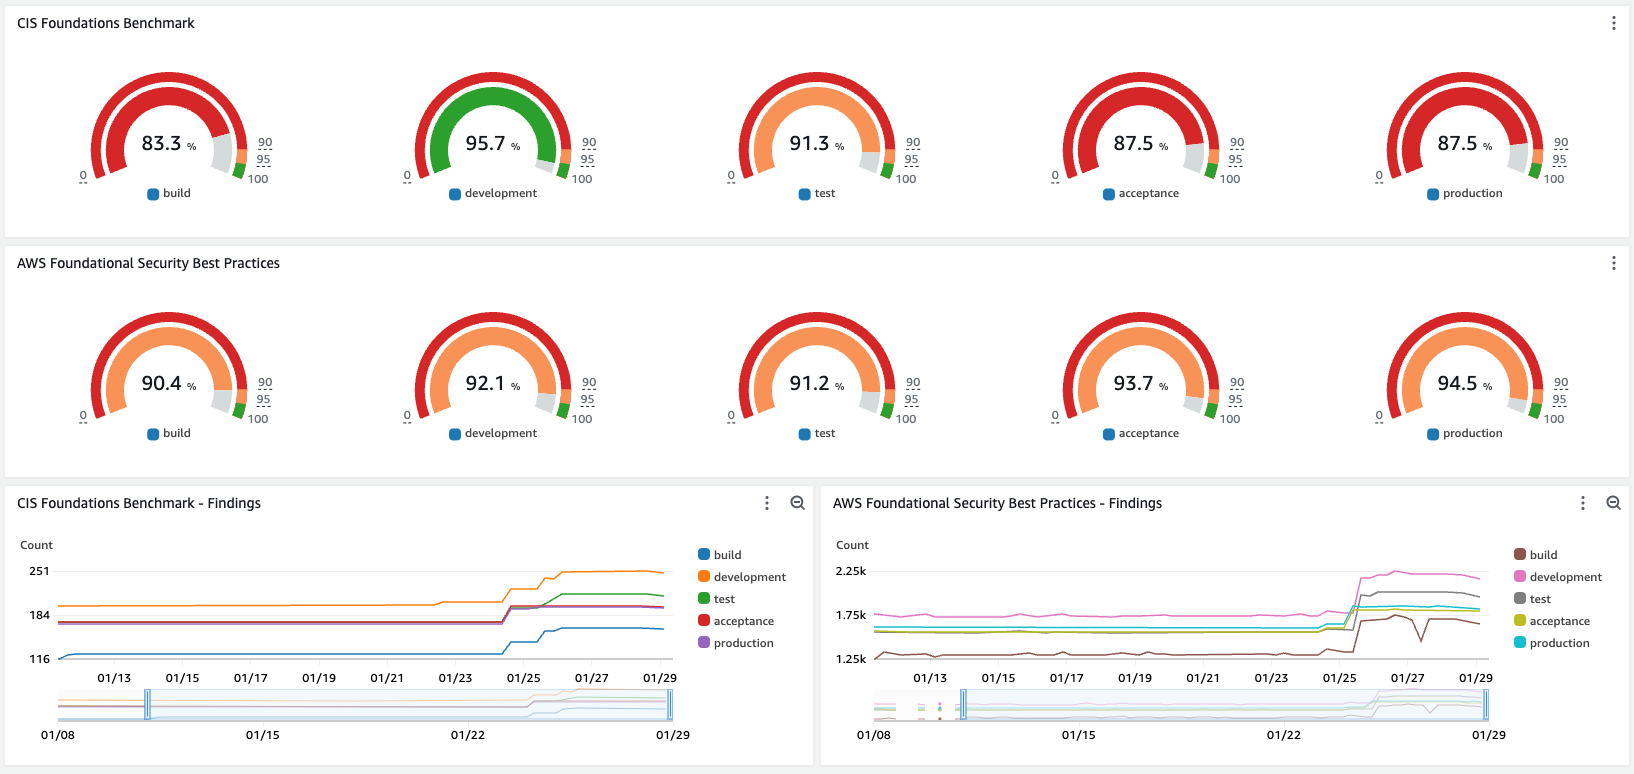 CIS Foundations Benchmark
83.3 %
0
90
95
100
build
95.7 %
0
90
95
100
development
91.3 %
0
90
95
100
test
87.5 %
0
90
95
100
acceptance
87.5 %
0
90
95
100
production
AWS Foundational Security Best Practices
90.4 %
0
90
95
100
build
92.1 %
0
90
95
100
development
91.2 %
0
90
95
100
test
93.7 %
0
90
95
100
acceptance
94.5 %
0
90
95
100
production
CIS Foundations Benchmark - Findings
Count
251
184
116
01/13 01/15 01/17 01/19 01/21 01/23 01/25 01/27 01/29
01/08 01/15 01/22 01/29
build
development
test
acceptance
production
AWS Foundational Security Best Practices - Findings
Count
2.25k
1.75k
1.25k
01/13 01/15 01/17 01/19 01/21 01/23 01/25 01/27 01/29
01/08 01/15 01/22 01/29
build
development
test
acceptance
production